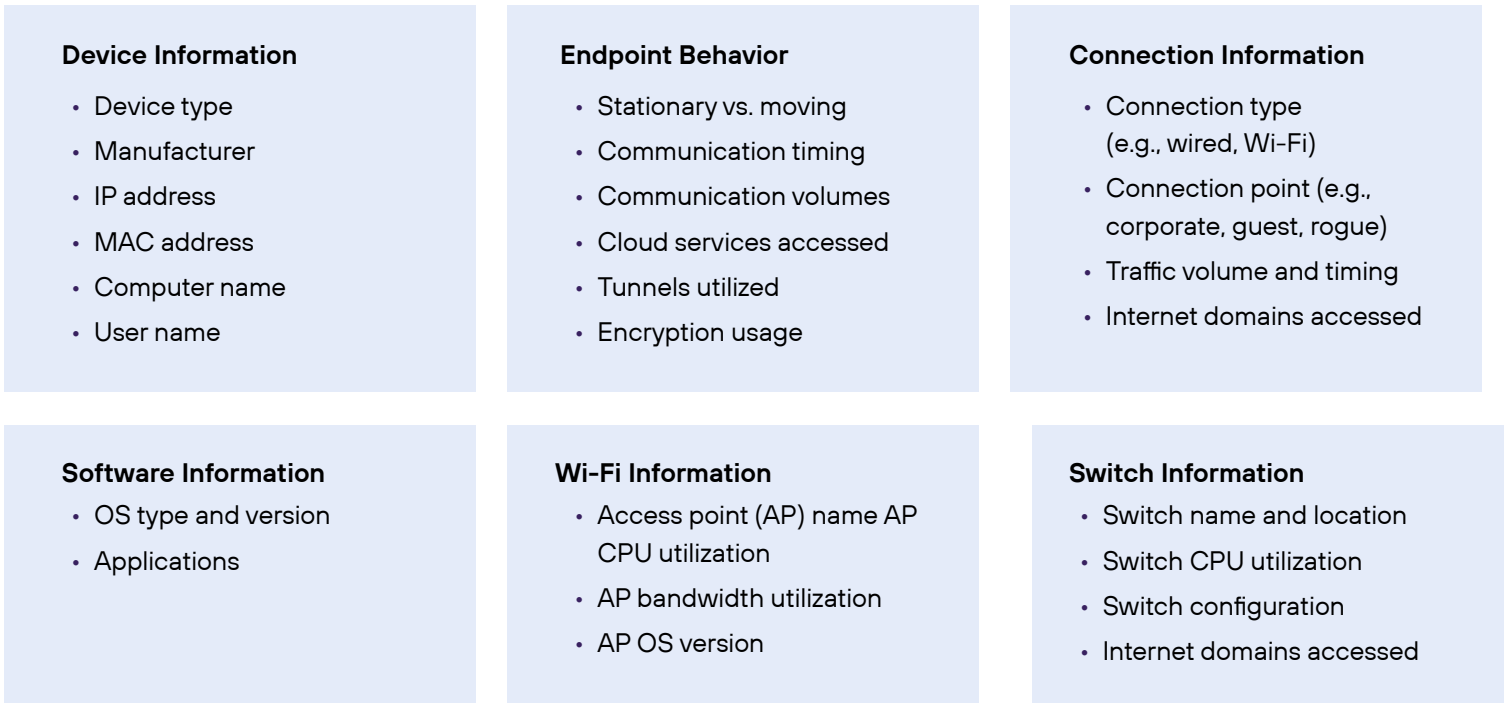 Device Information
• Device type
• Manufacturer
• IP address
• MAC address
• Computer name
• User name
Endpoint Behavior
• Stationary vs. moving
• Communication timing
• Communication volumes
• Cloud services accessed
• Tunnels utilized
• Encryption usage
Connection Information
• Connection type
(e.g., wired, Wi-Fi)
• Connection point (e.g.,
corporate, guest, rogue)
• Traffic volume and timing
• Internet domains accessed
Software Information
• OS type and version
• Applications
Wi-Fi Information
• Access point (AP) name AP
CPU utilization
• AP bandwidth utilization
• AP OS version
Switch Information
• Switch name and location
• Switch CPU utilization
• Switch configuration
• Internet domains accessed